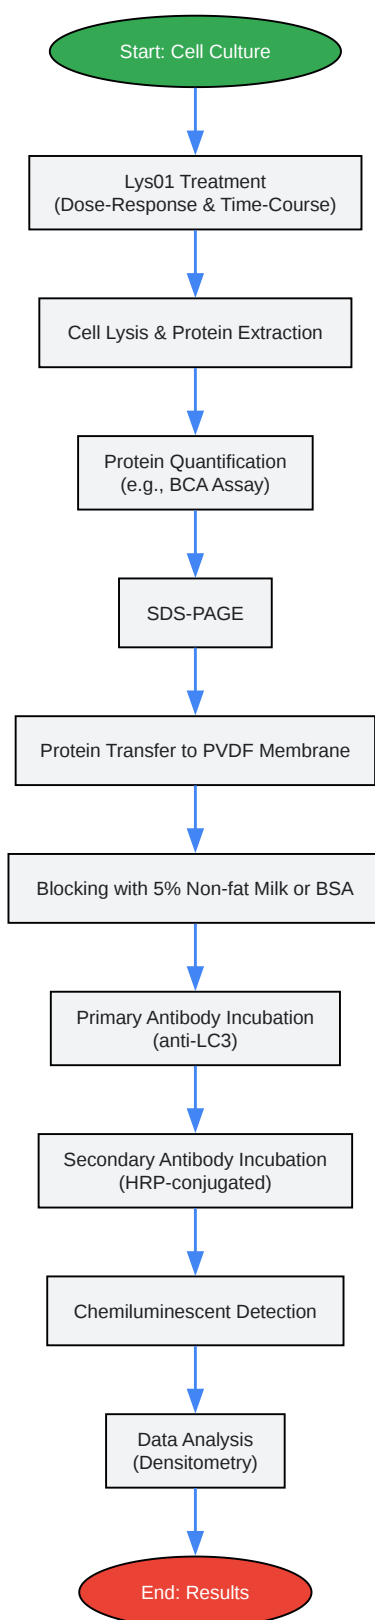 Start: Cell Culture
Lys01 Treatment
(Dose-Response & Time-Course)
Cell Lysis & Protein Extraction
Protein Quantification
(e.g., BCA Assay)
SDS-PAGE
Protein Transfer to PVDF Membrane
Blocking with 5% Non-fat Milk or BSA
Primary Antibody Incubation
(anti-LC3)
Secondary Antibody Incubation
(HRP-conjugated)
Chemiluminescent Detection
Data Analysis
(Densitometry)
End: Results